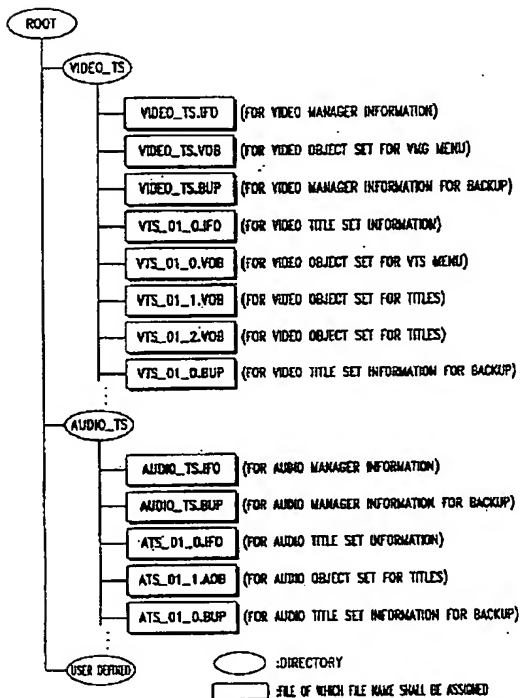 ROOT
VIDEO_TS
VIDEO_TS.IFO (FOR VIDEO MANAGER INFORMATION)
VIDEO_TS.VOB (FOR VIDEO OBJECT SET FOR VMG MENU)
VIDEO_TS.BUP (FOR VIDEO MANAGER INFORMATION FOR BACKUP)
VTS_01_0.IFO (FOR VIDEO TITLE SET INFORMATION)
VTS_01_0.VOB (FOR VIDEO OBJECT SET FOR VTS MENU)
VTS_01_1.VOB (FOR VIDEO OBJECT SET FOR TITLES)
VTS_01_2.VOB (FOR VIDEO OBJECT SET FOR TITLES)
VTS_01_0.BUP (FOR VIDEO TITLE SET INFORMATION FOR BACKUP)
AUDIO_TS
AUDIO_TS.IFO (FOR AUDIO MANAGER INFORMATION)
AUDIO_TS.BUP (FOR AUDIO MANAGER INFORMATION FOR BACKUP)
ATS_01_0.IFO (FOR AUDIO TITLE SET INFORMATION)
ATS_01_1.AOB (FOR AUDIO OBJECT SET FOR TITLES)
ATS_01_0.BUP (FOR AUDIO TITLE SET INFORMATION FOR BACKUP)
USER DEFINED
:DIRECTORY
:FILE OF WHICH FILE NAME SHALL BE ASSIGNED